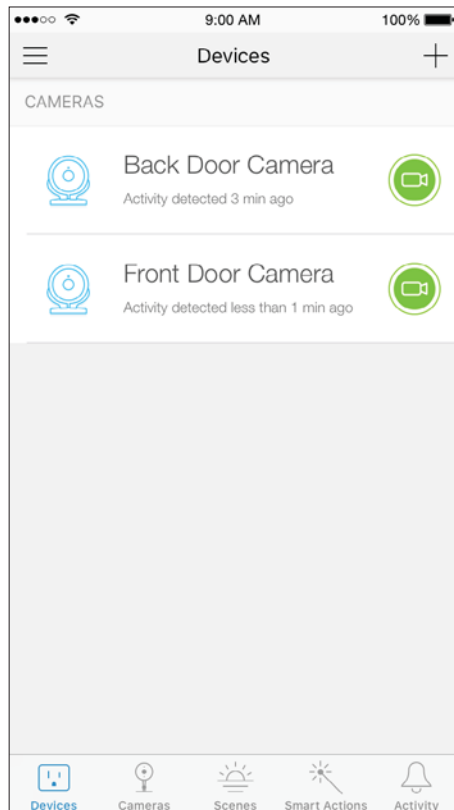 9:00 AM 100%
Devices
CAMERAS
Back Door Camera
Activity detected 3 min ago
Front Door Camera
Activity detected less than 1 min ago
Devices Cameras Scenes Smart Actions Activity